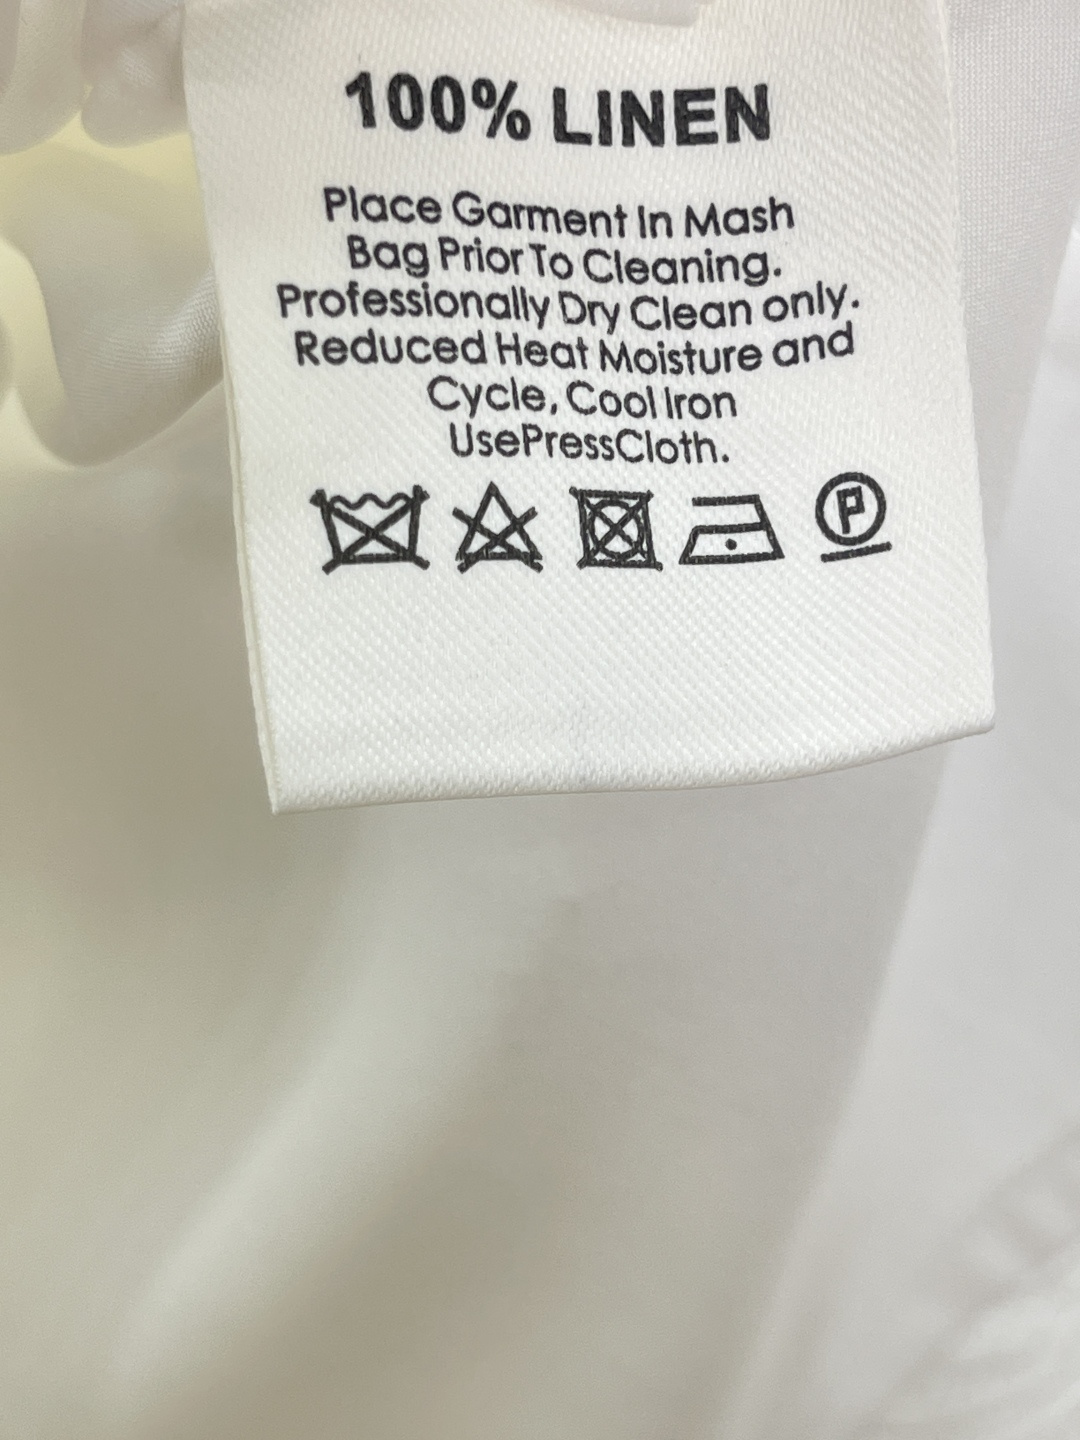 100% LINEN
Place Garment In Mash
Bag Prior To Cleaning.
Professionally Dry Clean only.
Reduced Heat Moisture and
Cycle, Cool Iron
UsePressCloth.
P